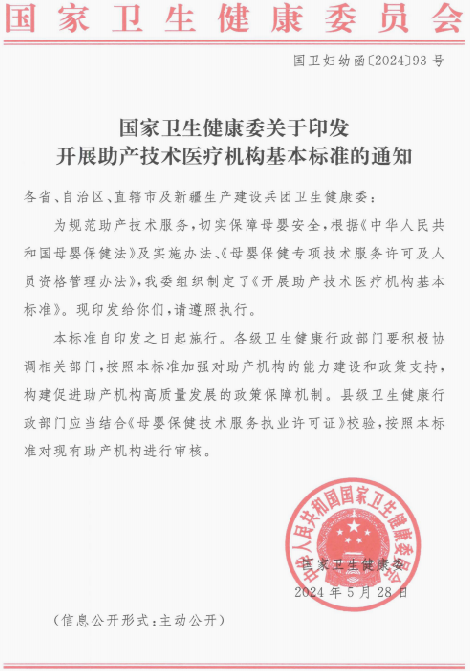 国家卫生健康委员会
国卫妇幼函〔2024〕93 号
国家卫生健康委关于印发
开展助产技术医疗机构基本标准的通知
各省、自治区、直辖市及新疆生产建设兵团卫生健康委：
为规范助产技术服务，切实保障母婴安全，根据《中华人民共
和国母婴保健法》及实施办法、《母婴保健专项技术服务许可及人
员资格管理办法》，我委组织制定了《开展助产技术医疗机构基本
标准》。现印发给你们，请遵照执行。
本标准自印发之日起施行。各级卫生健康行政部门要积极协
调相关部门，按照本标准加强对助产机构的能力建设和政策支持，
构建促进助产机构高质量发展的政策保障机制。县级卫生健康行
政部门应当结合《母婴保健技术服务执业许可证》校验，按照本标
准对现有助产机构进行审核。
中华人民共和国国家卫生健康委员会
国家卫生健康委
2024 年 5 月 28 日
（信息公开形式：主动公开）